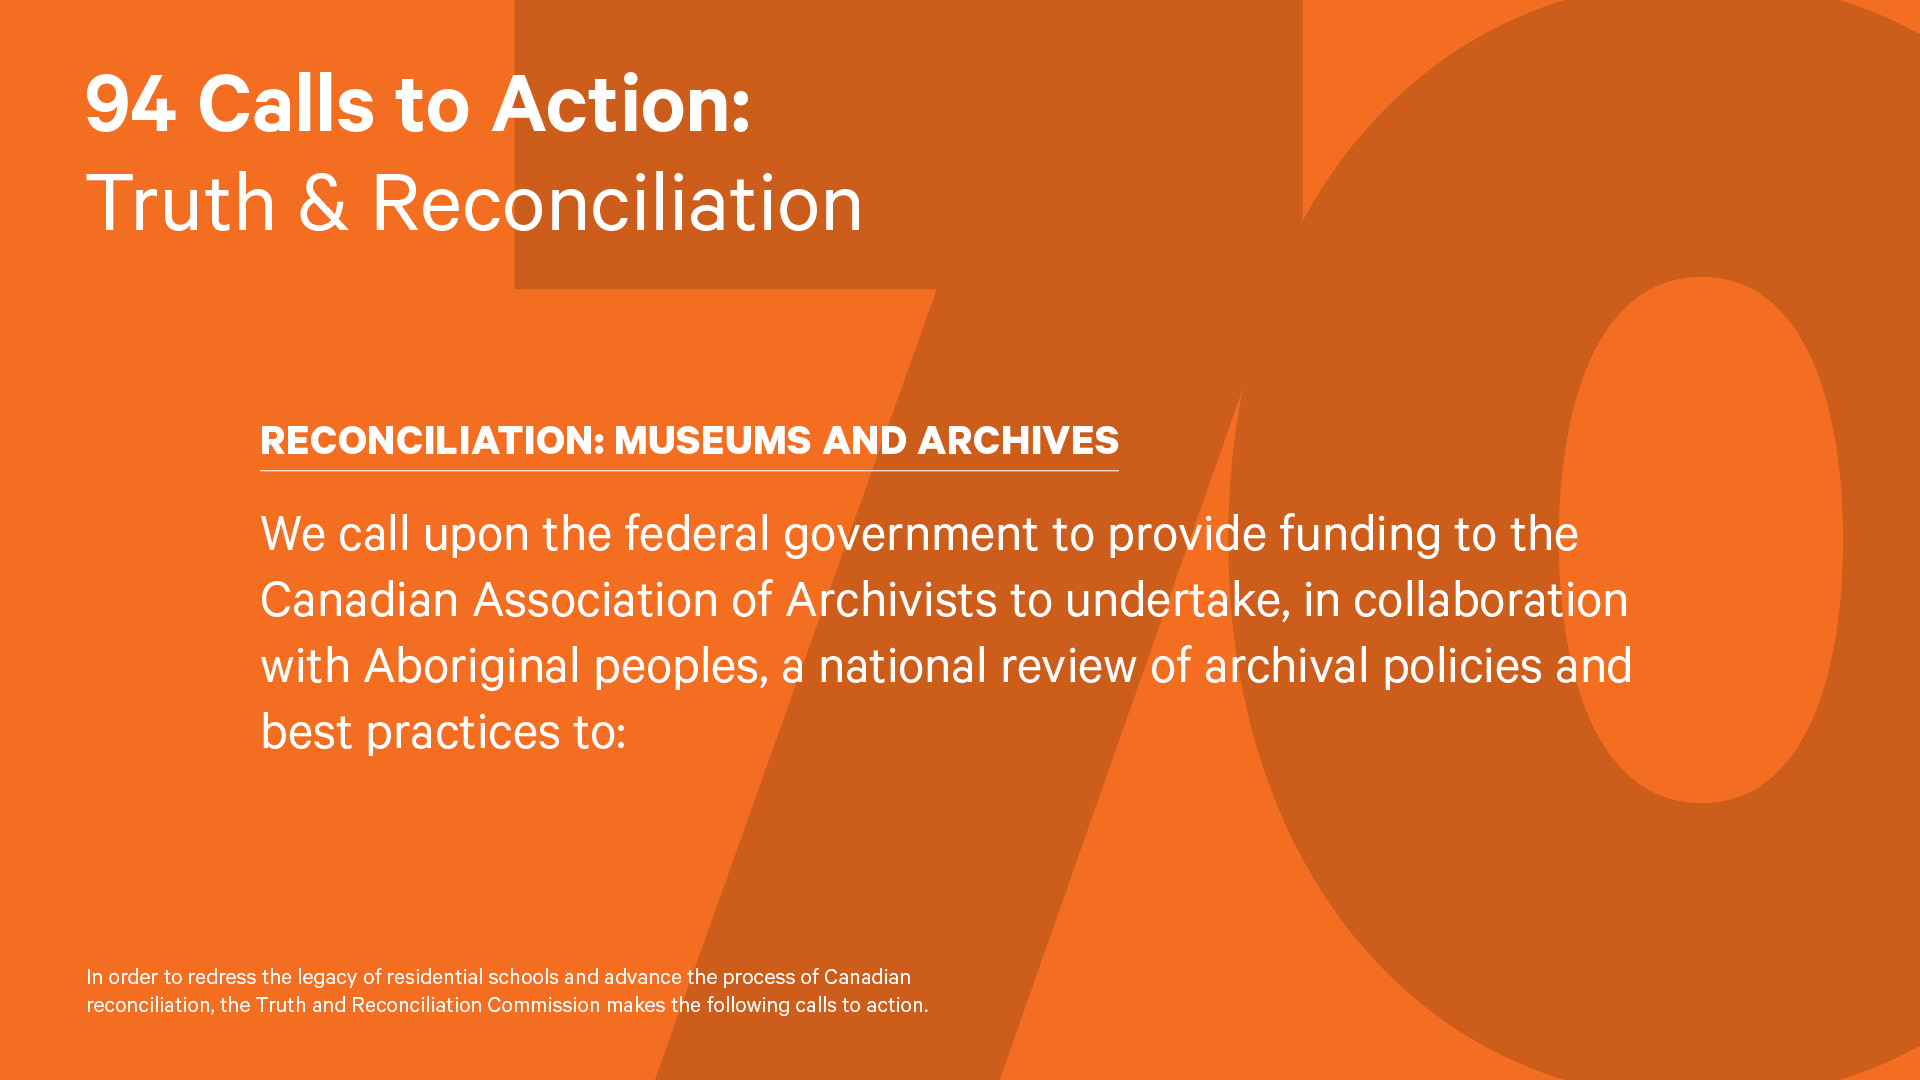 94 Calls to Action:
Truth & Reconciliation
70
RECONCILIATION: MUSEUMS AND ARCHIVES
We call upon the federal government to provide funding to the
Canadian Association of Archivists to undertake, in collaboration
with Aboriginal peoples, a national review of archival policies and
best practices to:
In order to redress the legacy of residential schools and advance the process of Canadian
reconciliation, the Truth and Reconciliation Commission makes the following calls to action.